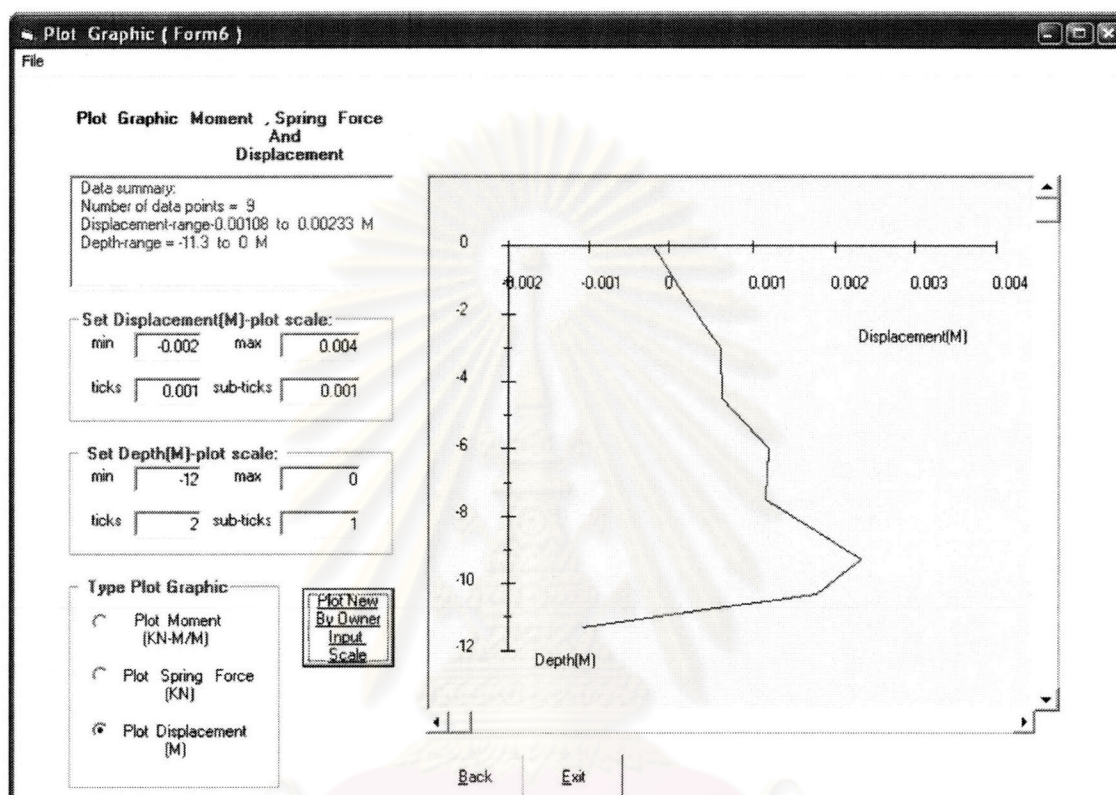 Plot Graphic ( Form6 )
File
Plot Graphic Moment , Spring Force
And
Displacement
Data summary:
Number of data points = 9
Displacement-range-0.00108 to 0.00233 M
Depth-range = -11.3 to 0 M
Set Displacement(M)-plot scale:
min -0.002 max 0.004
ticks 0.001 sub-ticks 0.001
Set Depth(M)-plot scale:
min -12 max 0
ticks 2 sub-ticks 1
Type Plot Graphic
Plot Moment
(KN-M/M)
Plot Spring Force
(KN)
Plot Displacement
(M)
Plot New
By Owner
Input
Scale
0
-0.002 -0.001 0 0.001 0.002 0.003 0.004
-2
Displacement(M)
-4
-6
-8
-10
-12
Depth(M)
Back Exit